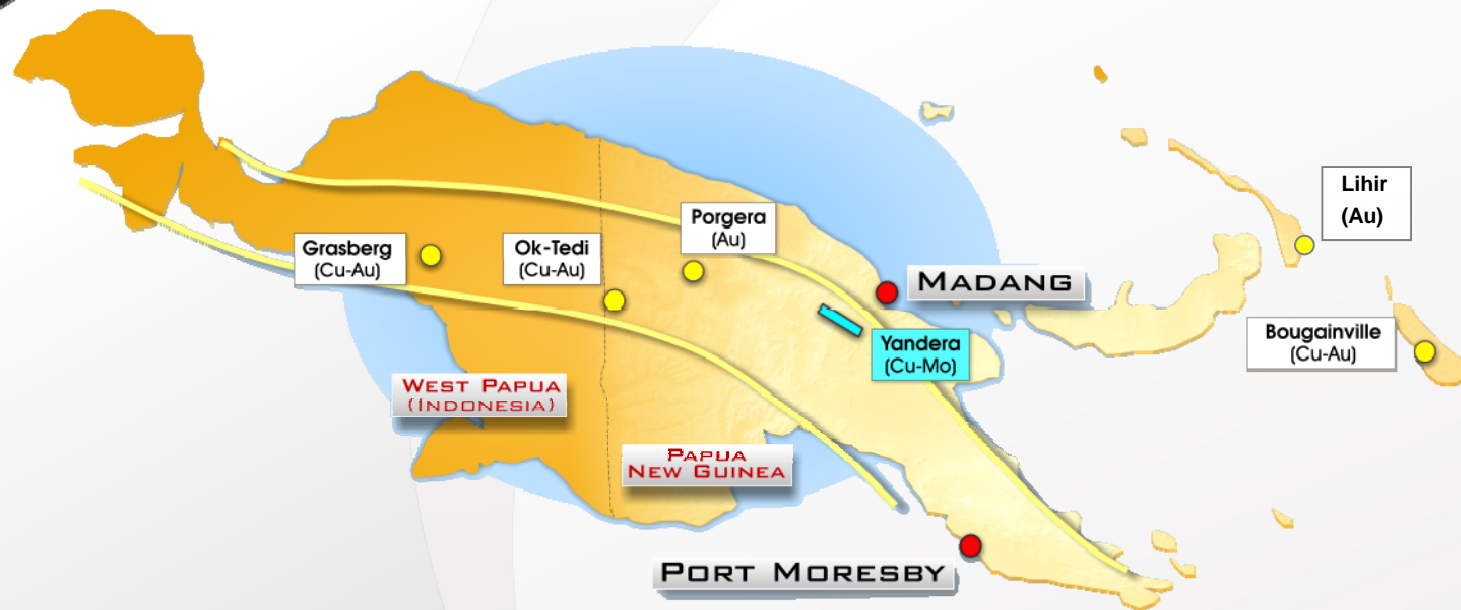 Lihir
(Au)
Porgera
(Au)
Grasberg
(Cu-Au)
Ok-Tedi
(Cu-Au)
MADANG
Yandera
(Cu-Mo)
Bougainville
(Cu-Au)
WEST PAPUA
(INDONESIA)
PAPUA
NEW GUINEA
PORT MORESBY